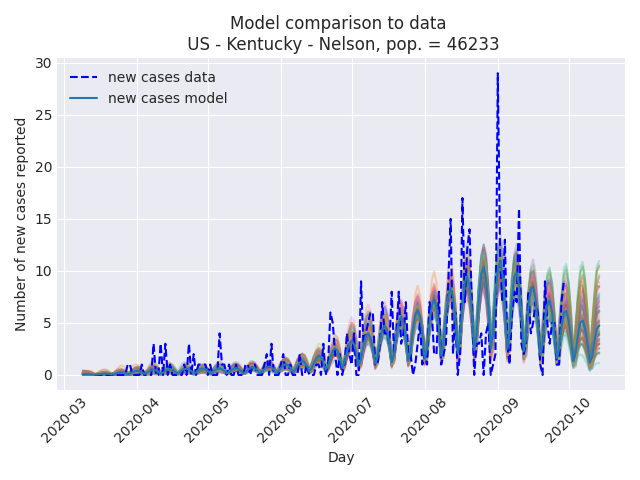 Model comparison to data
US - Kentucky - Nelson, pop. = 46233
new cases data
new cases model
Number of new cases reported
30
25
20
15
10
5
0
2020-03
2020-04
2020-05
2020-06
2020-07
2020-08
2020-09
2020-10
Day